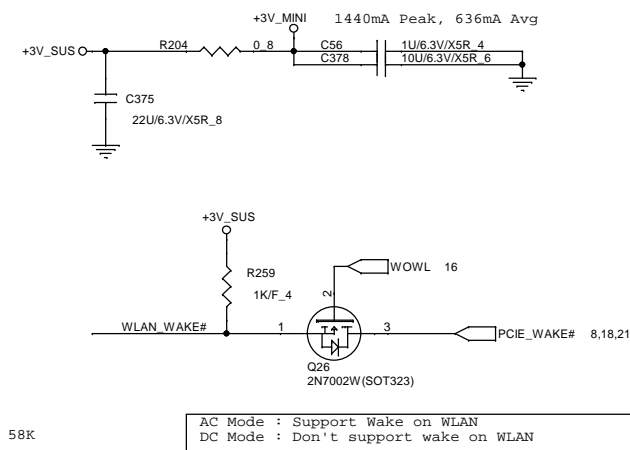 +3V_MINI 1440mA Peak, 636mA Avg
+3V_SUS R204 0_8 C56 1U/6.3V/X5R_4
C378 10U/6.3V/X5R_6
C375
22U/6.3V/X5R_8
+3V_SUS
R259
1K/F_4
WOWL 16
2
WLAN_WAKE# 1 3 PCIE_WAKE# 8,18,21
Q26
2N7002W(SOT323)
58K
AC Mode : Support Wake on WLAN
DC Mode : Don't support wake on WLAN